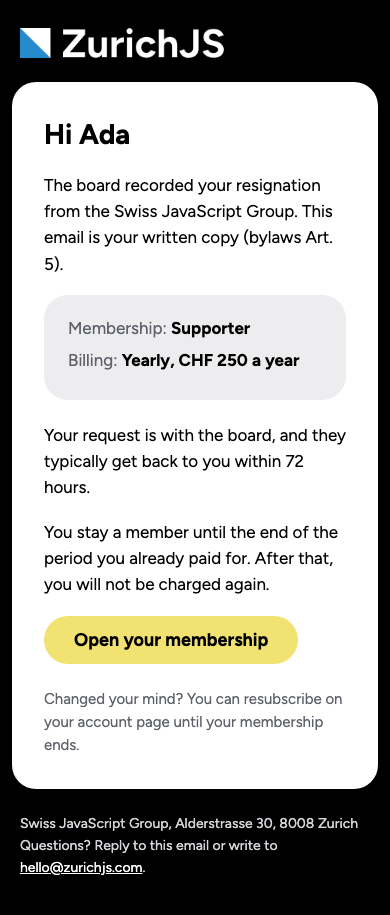 ZurichJS
Hi Ada
The board recorded your resignation
from the Swiss JavaScript Group. This
email is your written copy (bylaws Art.
5).
Membership: Supporter
Billing: Yearly, CHF 250 a year
Your request is with the board, and they
typically get back to you within 72
hours.
You stay a member until the end of the
period you already paid for. After that,
you will not be charged again.
Open your membership
Changed your mind? You can resubscribe on
your account page until your membership
ends.
Swiss JavaScript Group, Alderstrasse 30, 8008 Zurich
Questions? Reply to this email or write to
hello@zurichjs.com.